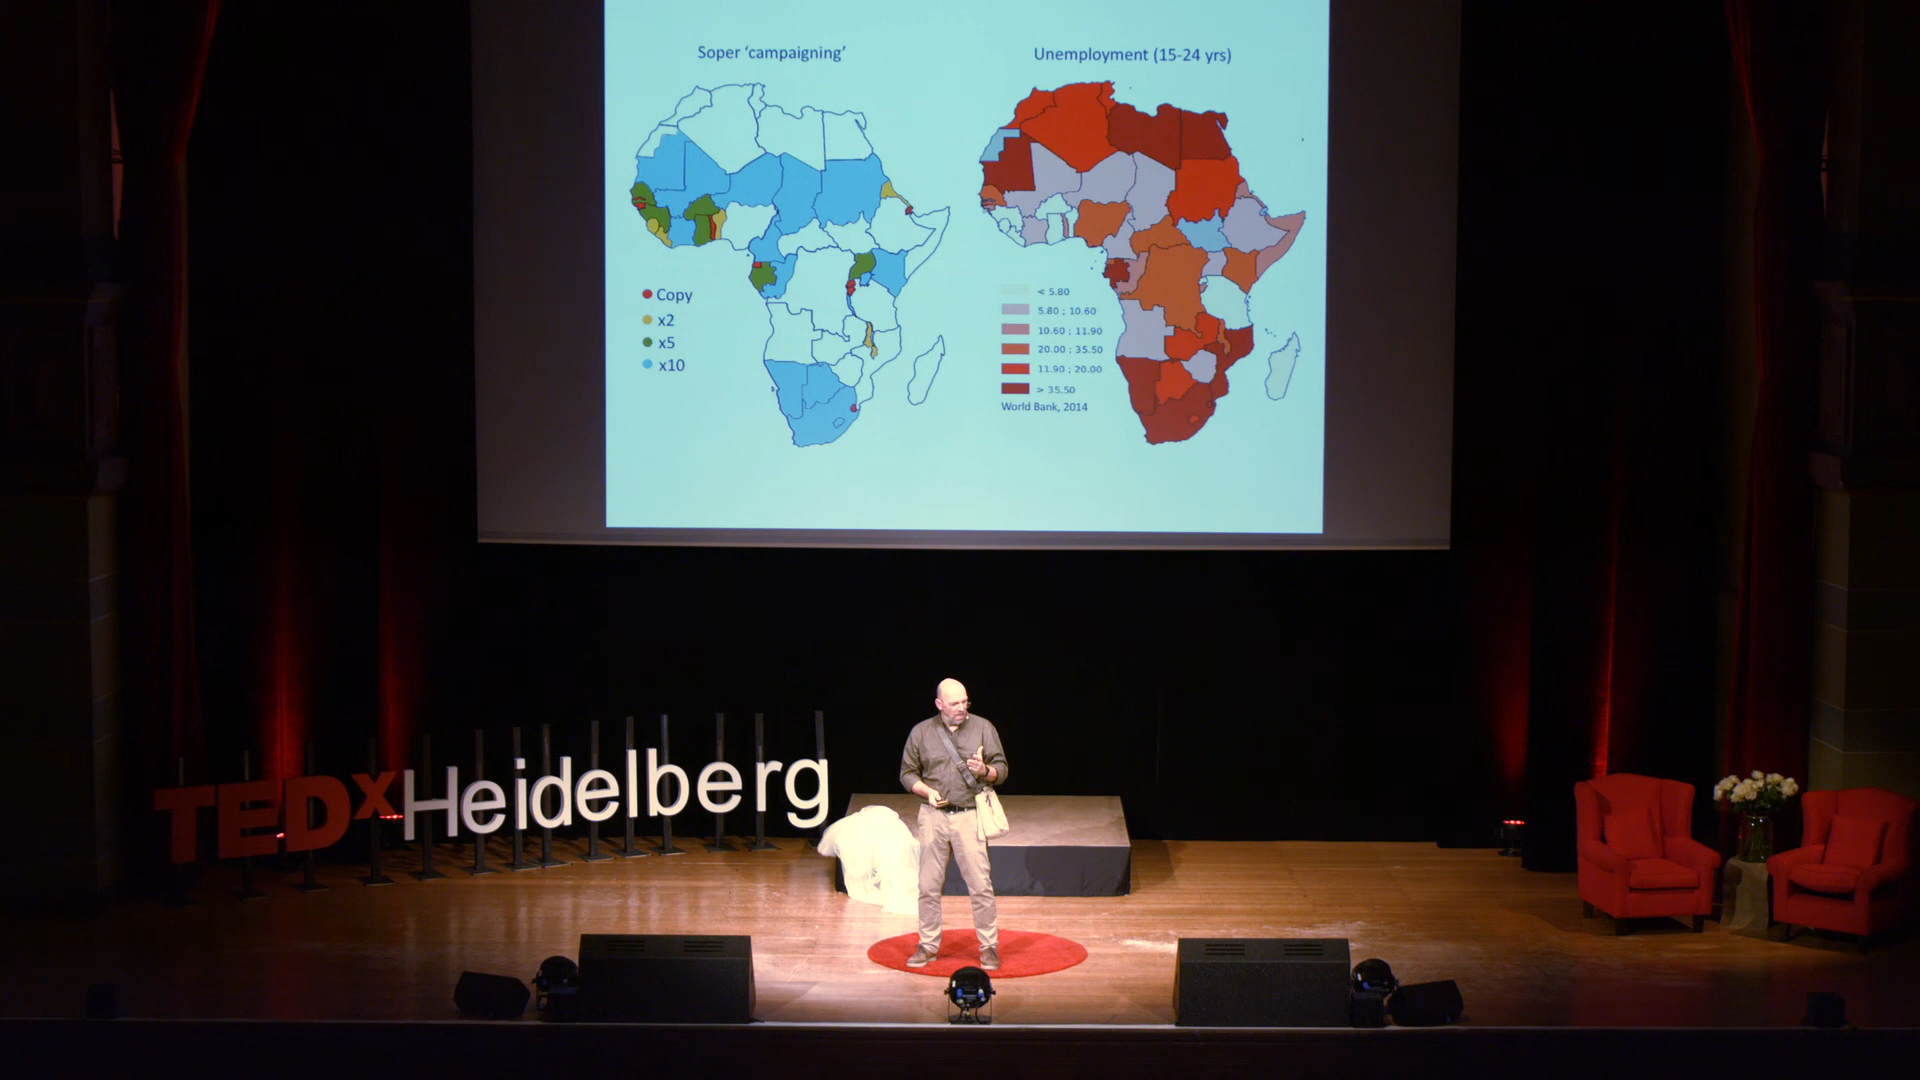 Soper 'campaigning'
Unemployment (15-24 yrs)
Copy
x2
x5
x10
< 5.80
5.80 ; 10.60
10.60 ; 11.90
20.00 ; 35.50
11.90 ; 20.00
> 35.50
World Bank, 2014
TEDxHeidelberg